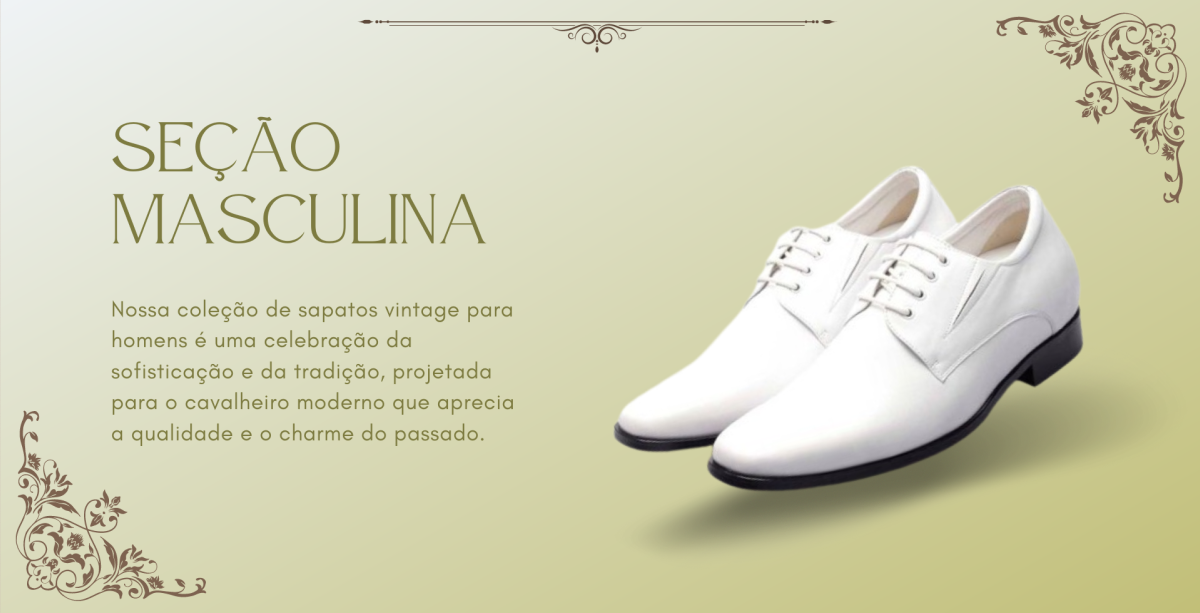 SEÇÃO
MASCULINA
Nossa coleção de sapatos vintage para
homens é uma celebração da
sofisticação e da tradição, projetada
para o cavalheiro moderno que aprecia
a qualidade e o charme do passado.